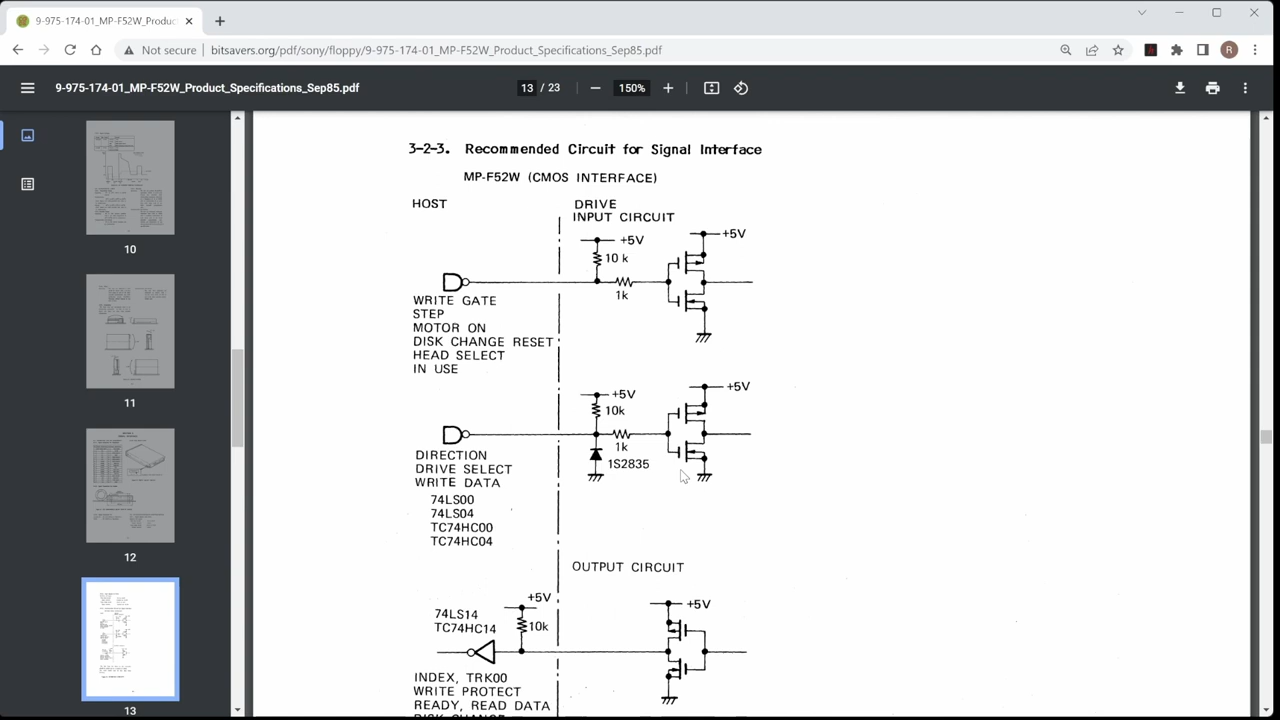 9-975-174-01_MP-F52W_Produc
Not secure
bitsavers.org/pdf/sony/floppy/9-975-174-01_MP-F52W_Product_Specifications_Sep85.pdf
R
9-975-174-01_MP-F52W_Product_Specifications_Sep85.pdf
13 / 23
150%
10
11
12
13
3-2-3. Recommended Circuit for Signal Interface
MP-F52W (CMOS INTERFACE)
HOST
DRIVE
INPUT CIRCUIT
+5V
+5V
10 k
1k
WRITE GATE
STEP
MOTOR ON
DISK CHANGE RESET
HEAD SELECT
IN USE
+5V
+5V
10k
1k
1S2835
DIRECTION
DRIVE SELECT
WRITE DATA
74LS00
74LS04
TC74HC00
TC74HC04
OUTPUT CIRCUIT
+5V
+5V
74LS14
TC74HC14
10k
INDEX, TRK00
WRITE PROTECT
READY, READ DATA